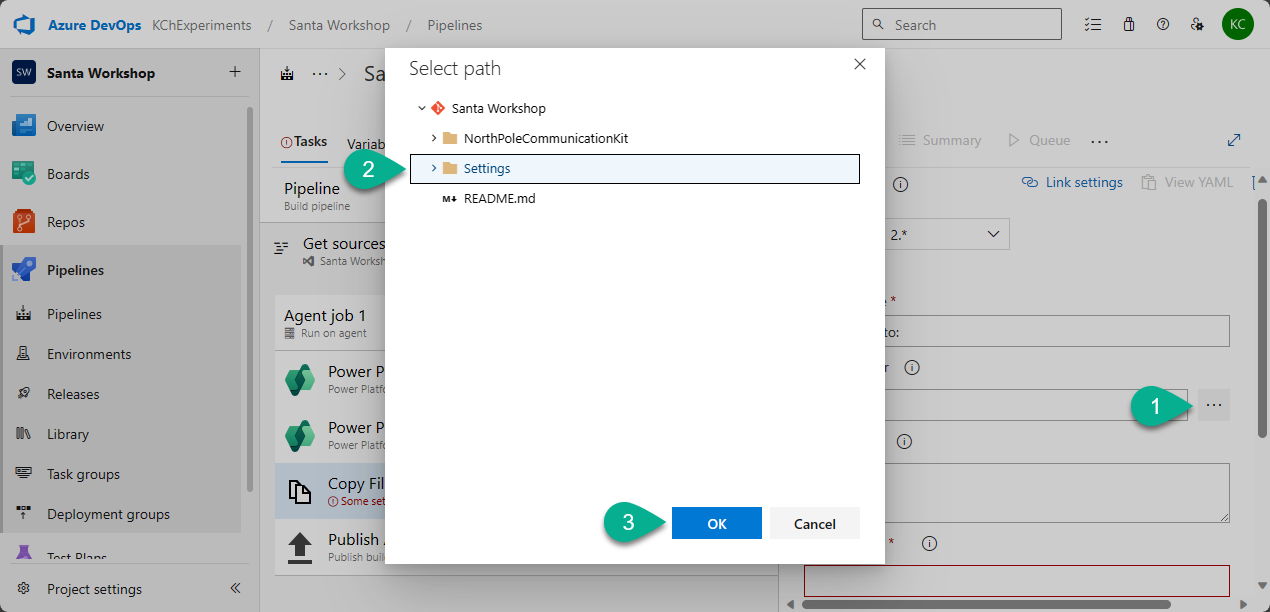 Azure DevOps KChExperiments / Santa Workshop / Pipelines
Search
KC
SW Santa Workshop +
Overview
Boards
Repos
Pipelines
Pipelines
Environments
Releases
Library
Task groups
Deployment groups
Test Plans
Project settings
Sa
Tasks
Variab
Summary
Queue
Pipeline
Build pipeline
Get sources
Santa Worksh
Agent job 1
Run on agent
Power P
Power Platfo
Power P
Power Platfo
Copy Fil
Some set
Publish
Publish buil
Select path
Santa Workshop
NorthPoleCommunicationKit
2
Settings
M↓ README.md
3
OK
Cancel
Link settings
View YAML
2.*
e *
to:
r
1
*